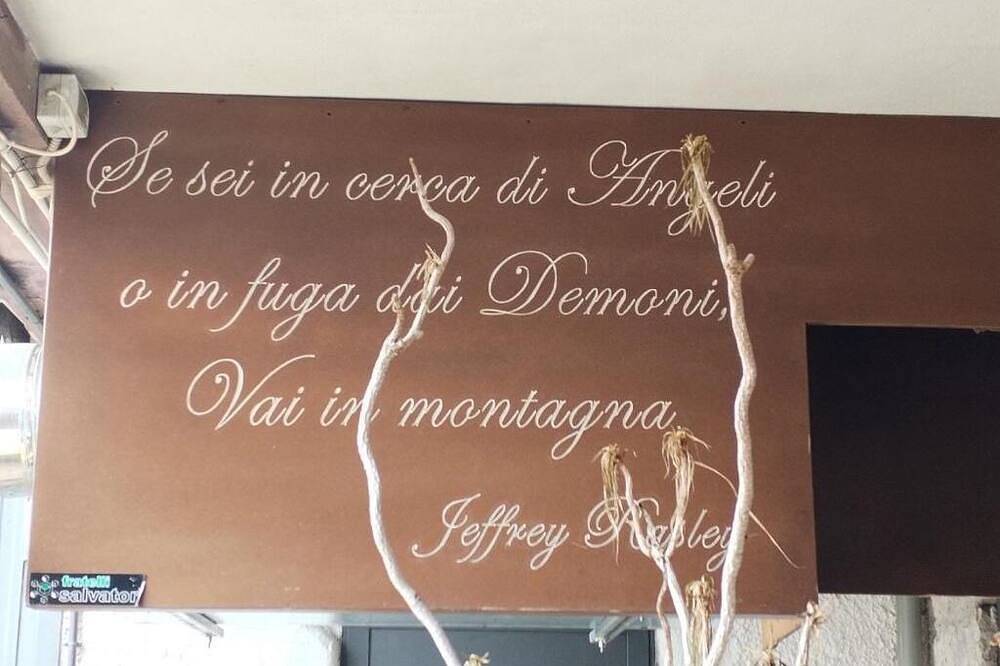 Se sei in cerca di Angeli
o in fuga dai Demoni,
Vai in montagna
Jeffrey Rasley
fratelli
salvator